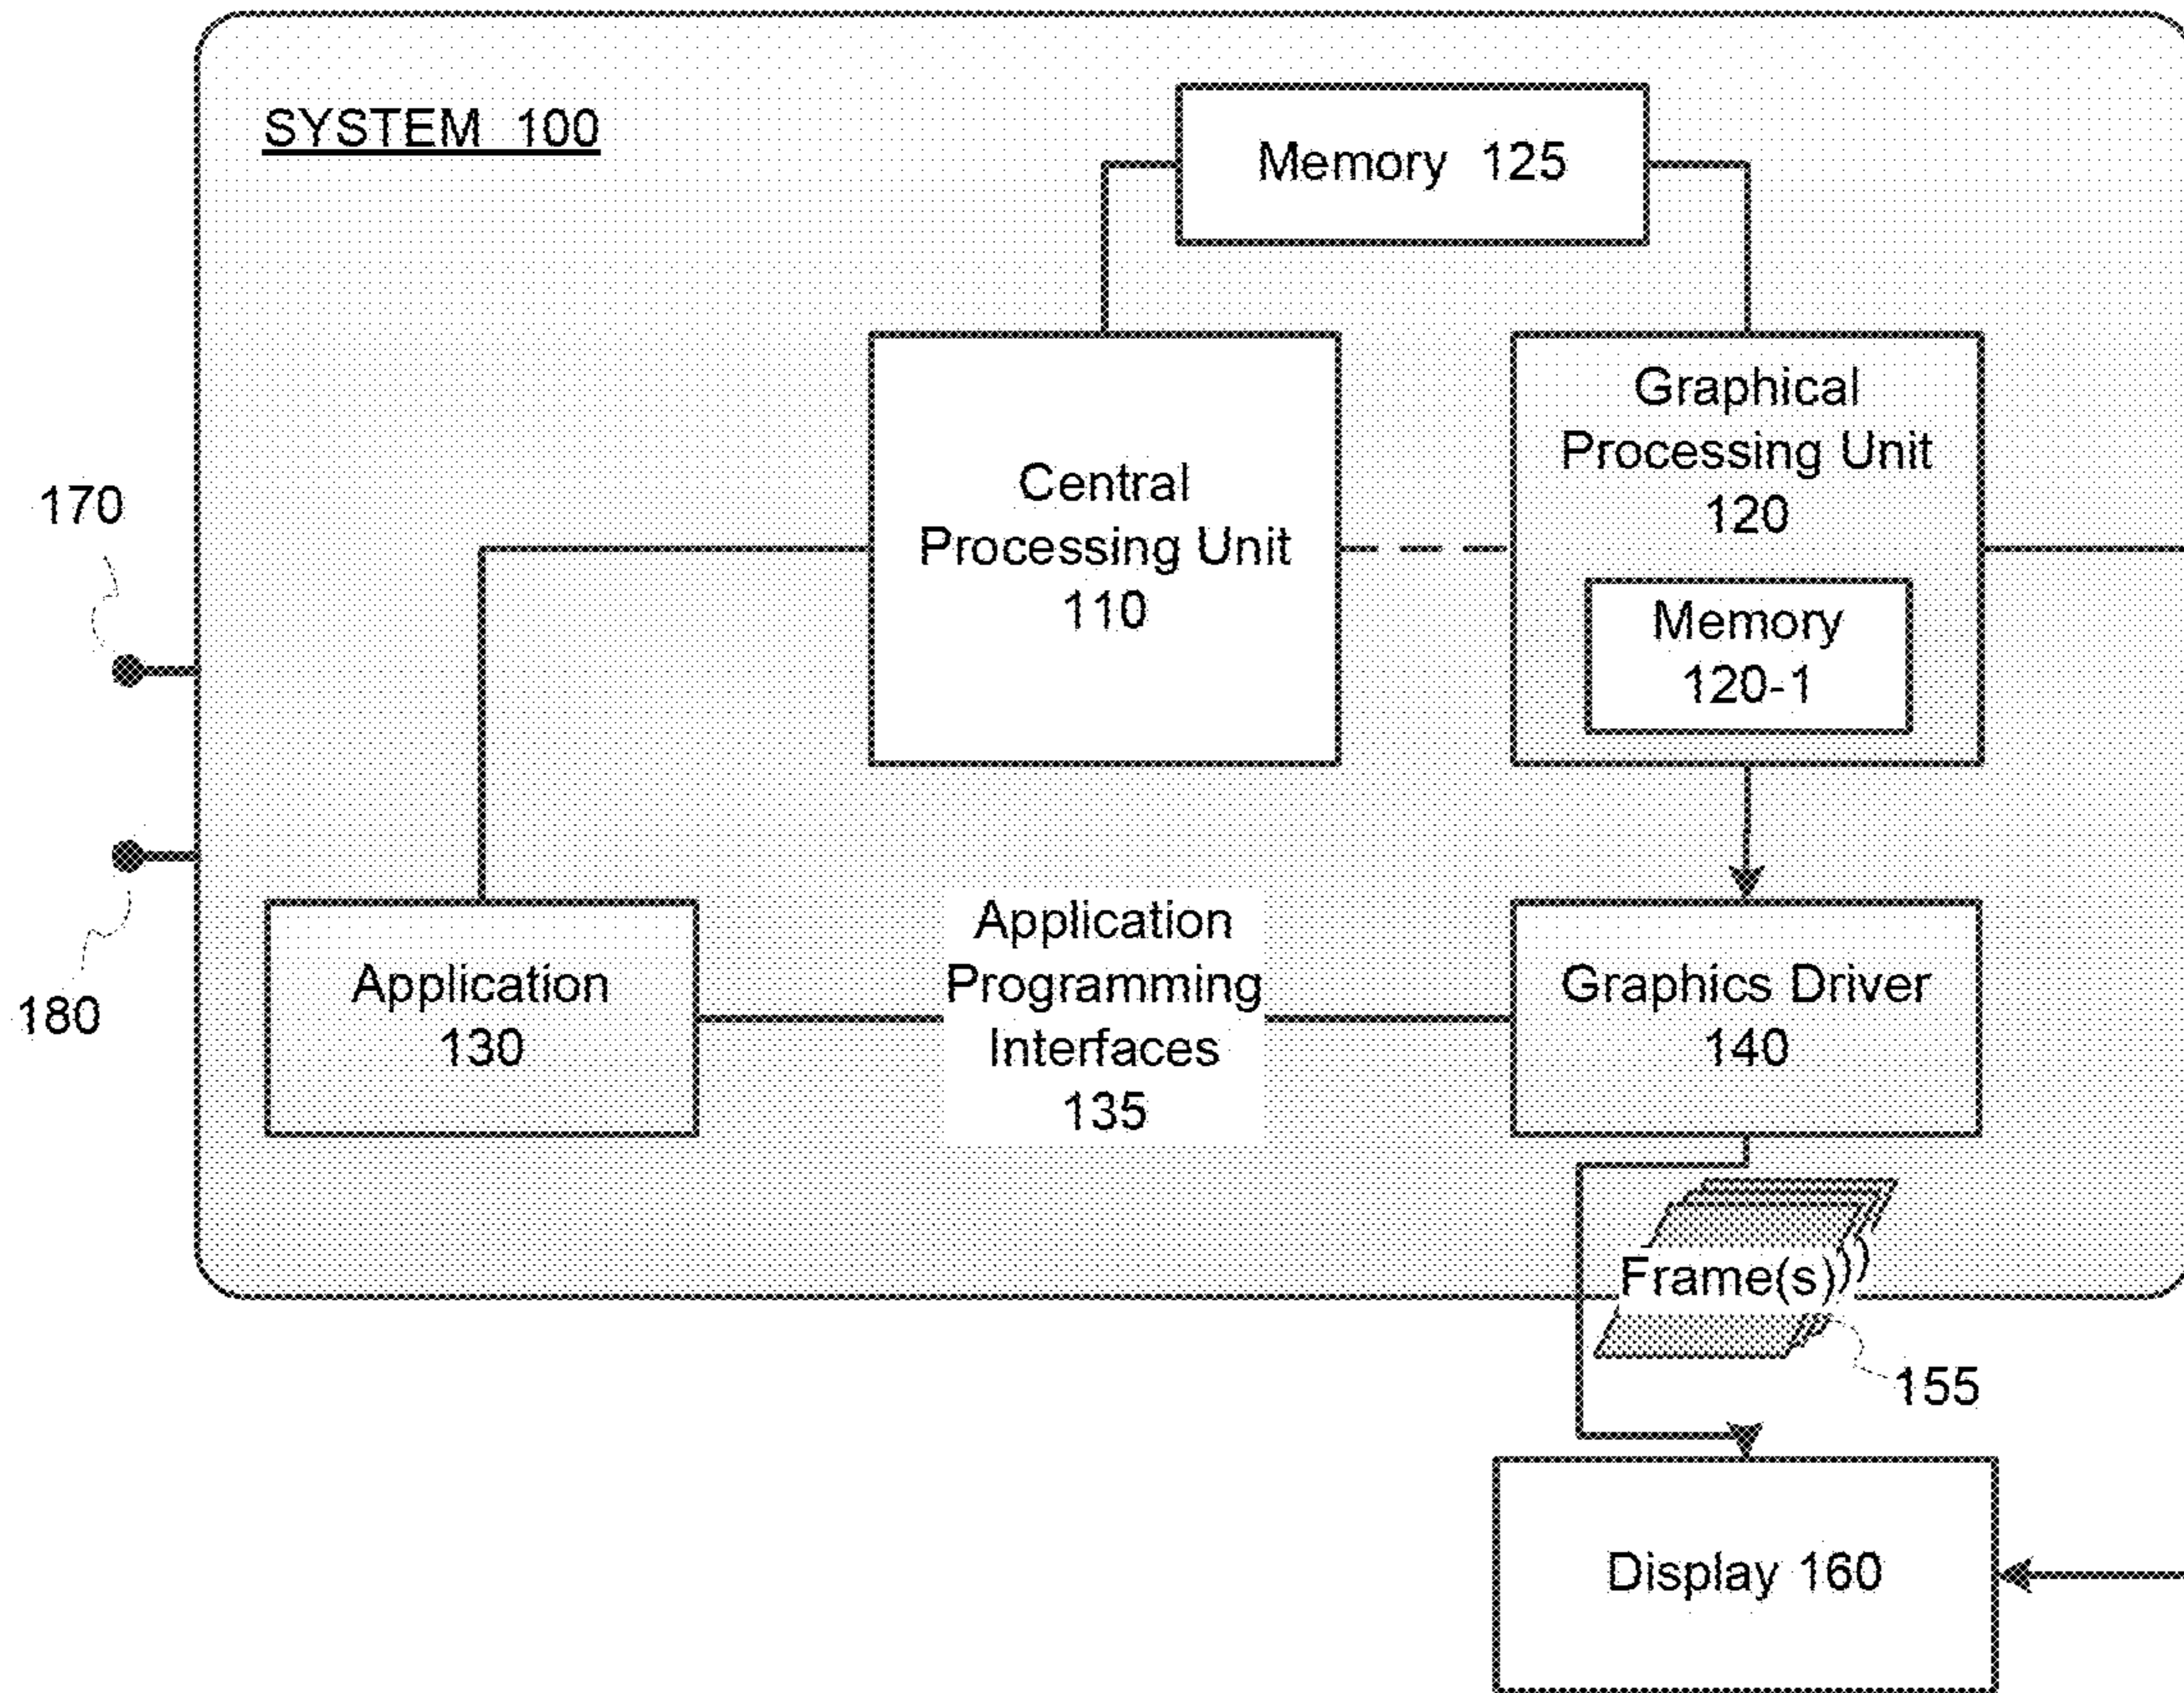 SYSTEM 100
Memory 125
Central
Processing Unit
110
Graphical
Processing Unit
120
Memory
120-1
170
180
Application
130
Application
Programming
Interfaces
135
Graphics Driver
140
Frame(s)))
155
Display 160